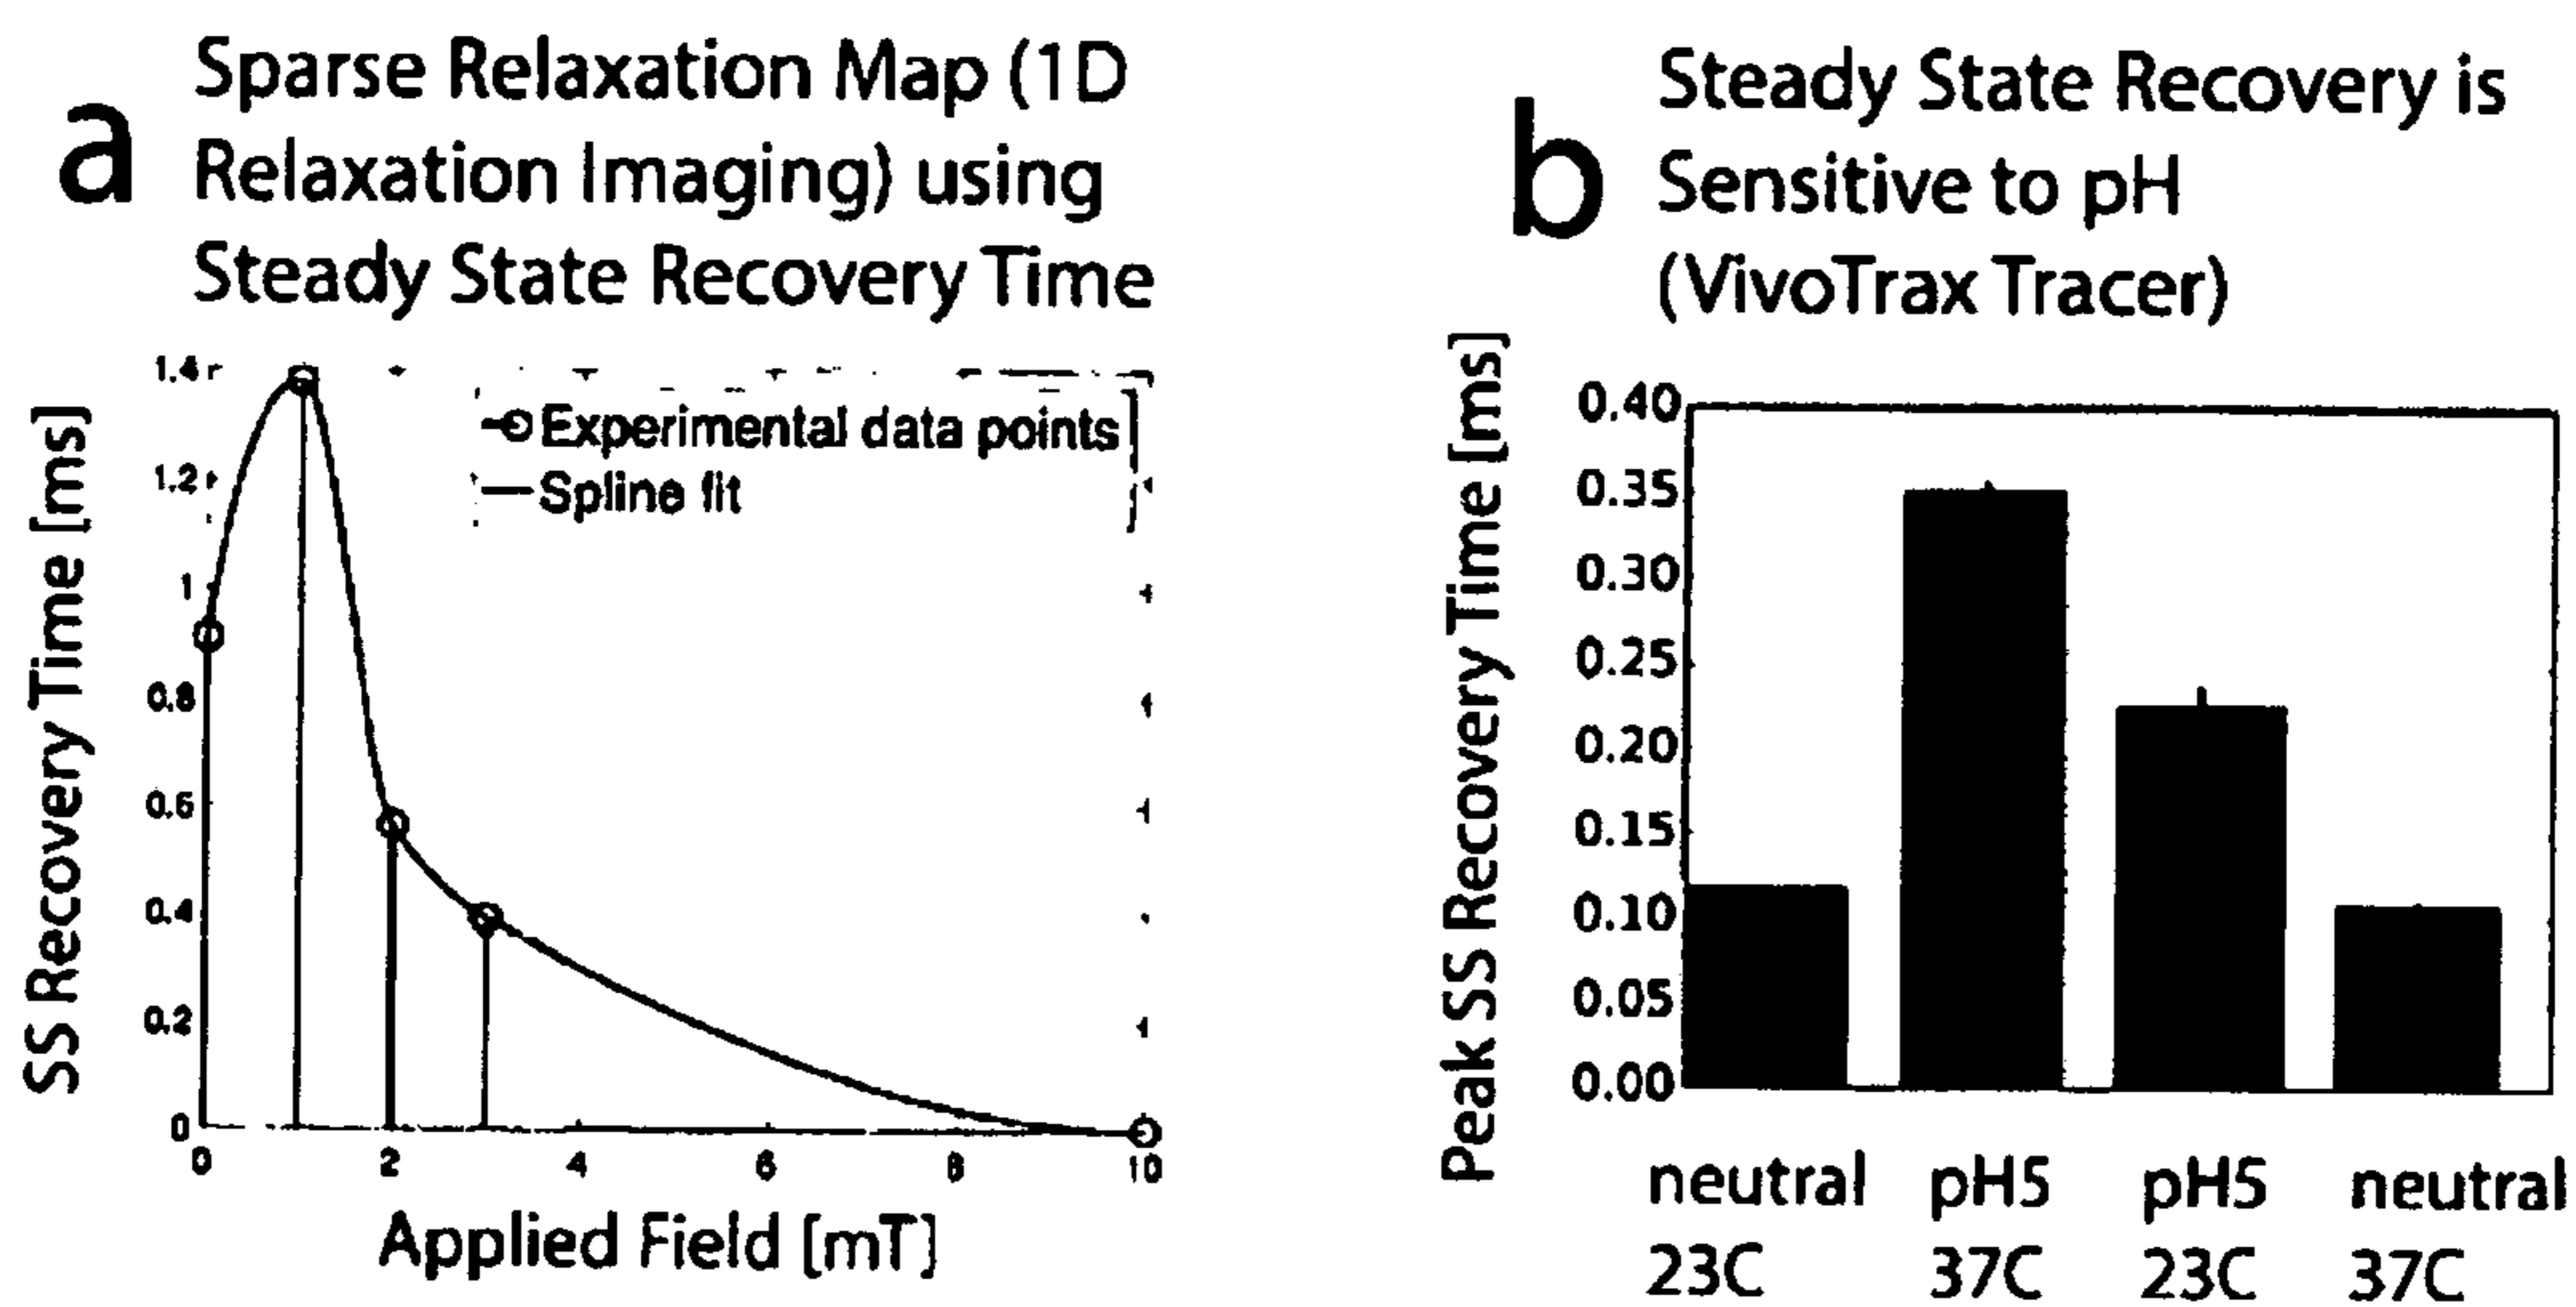 a
Sparse Relaxation Map (1D
Relaxation Imaging) using
Steady State Recovery Time
SS Recovery Time [ms]
1.4
1.2
1
0.8
0.6
0.4
0.2
0
Experimental data points
Spline fit
0 2 4 6 8 10
Applied Field [mT]
b
Steady State Recovery is
Sensitive to pH
(VivoTrax Tracer)
Peak SS Recovery Time [ms]
0.40
0.35
0.30
0.25
0.20
0.15
0.10
0.05
0.00
neutral pH5 pH5 neutral
23C 37C 23C 37C